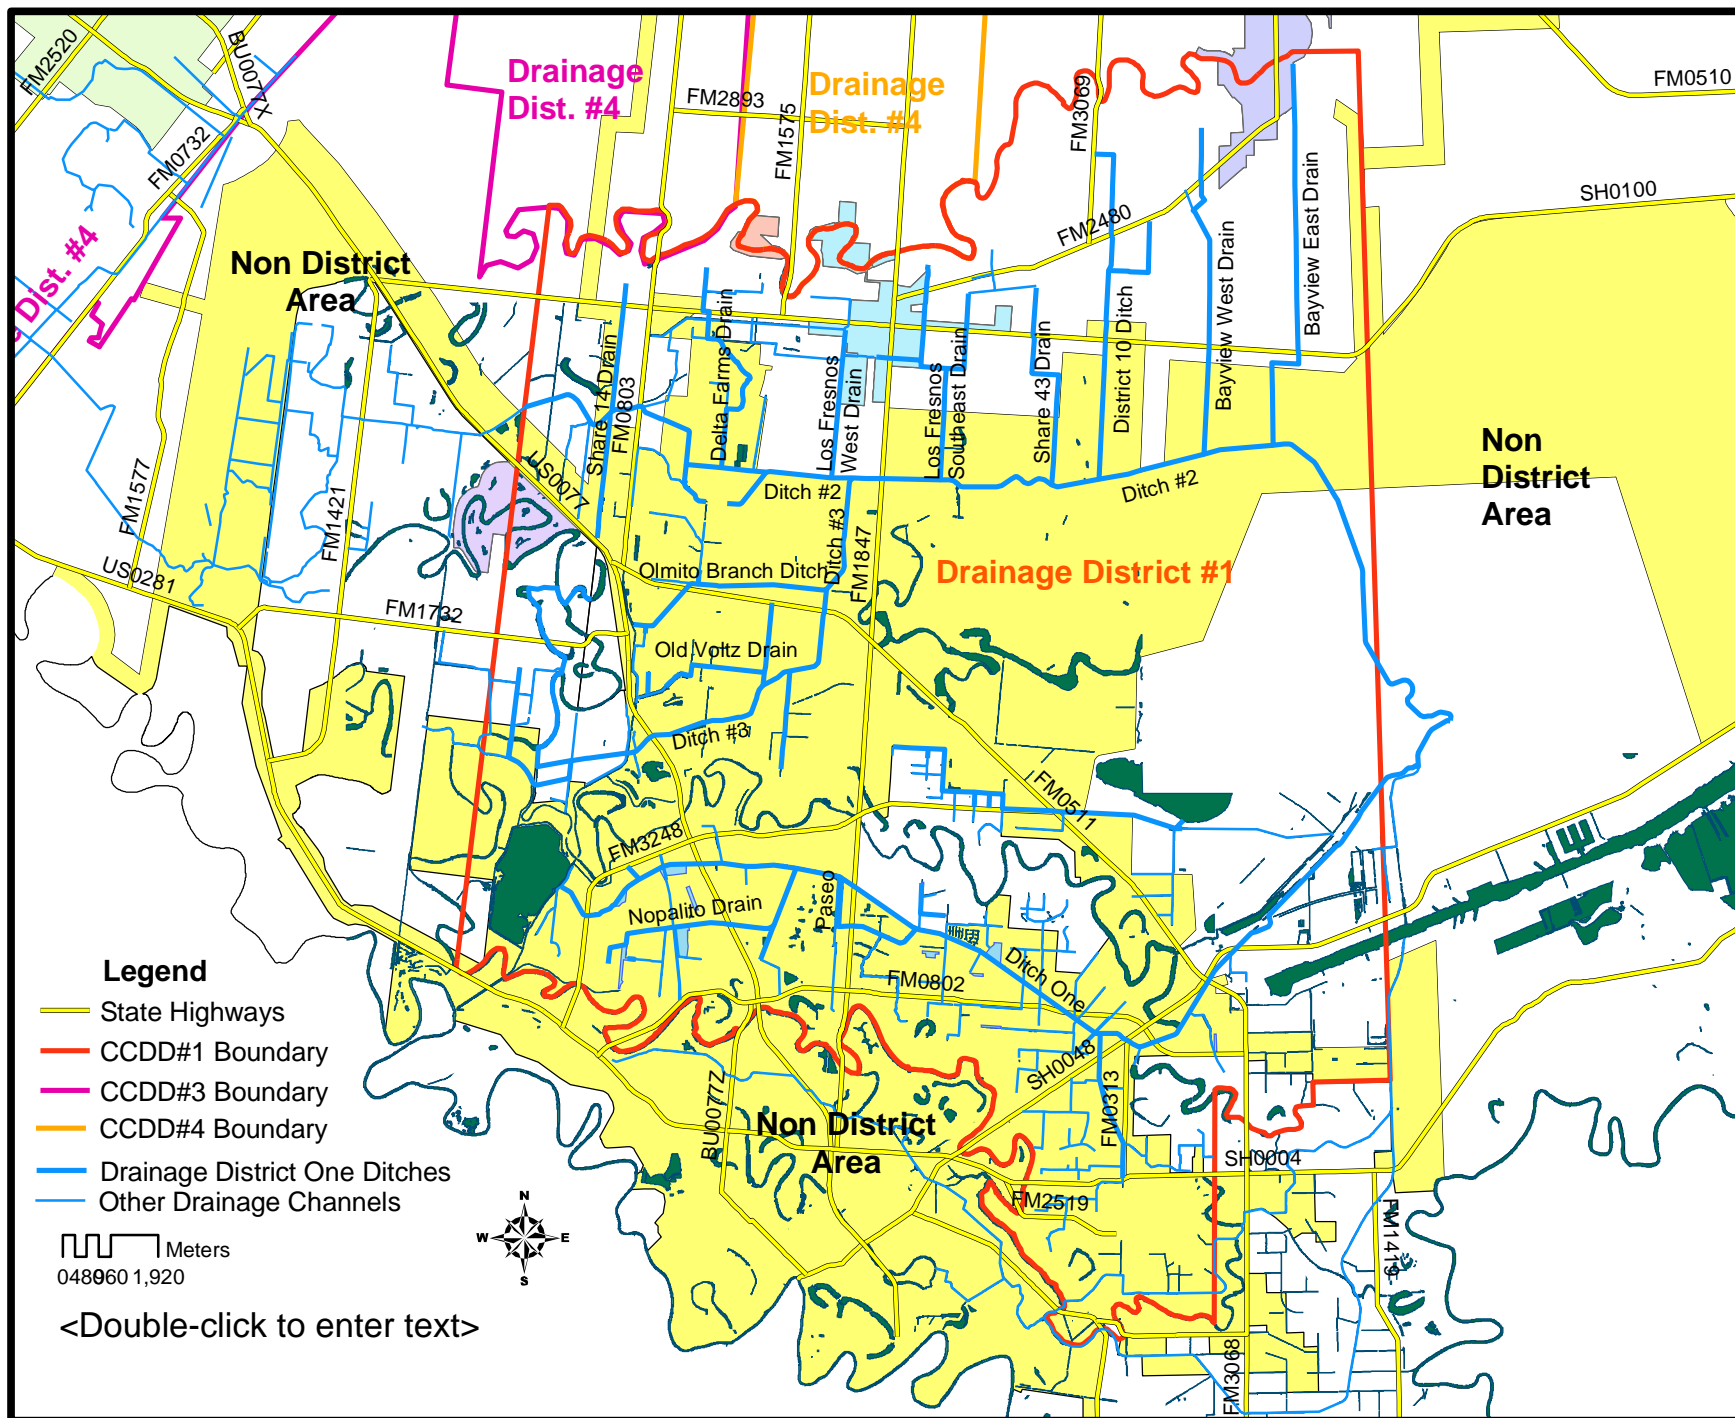 FM2520
BU0077X
Drainage
Dist. #4
Drainage
Dist. #4
FM2893
FM1575
FM3069
FM0510
FM0732
SH0100
Dist. #4
Non District
Area
FM2480
Bayview East Drain
Bayview West Drain
District 10 Ditch
Share 43 Drain
Los Fresnos
Southeast Drain
Los Fresnos
West Drain
Delta Farms Drain
Share 14 Drain
FM0803
US0077
FM1577
FM1421
Ditch #2
Ditch #2
Non
District
Area
Ditch #3
FM1847
US0281
Olmito Branch Ditch
Drainage District #1
FM1732
Old Voltz Drain
Ditch #3
FM0511
FM3248
Paseo
Nopalito Drain
Ditch One
FM0802
SH0048
FM0313
BU0077Z
Non District
Area
SH0004
FM2519
FM1419
FM3068
Legend
State Highways
CCDD#1 Boundary
CCDD#3 Boundary
CCDD#4 Boundary
Drainage District One Ditches
Other Drainage Channels
N
W E
S
Meters
0480960 1,920
<Double-click to enter text>